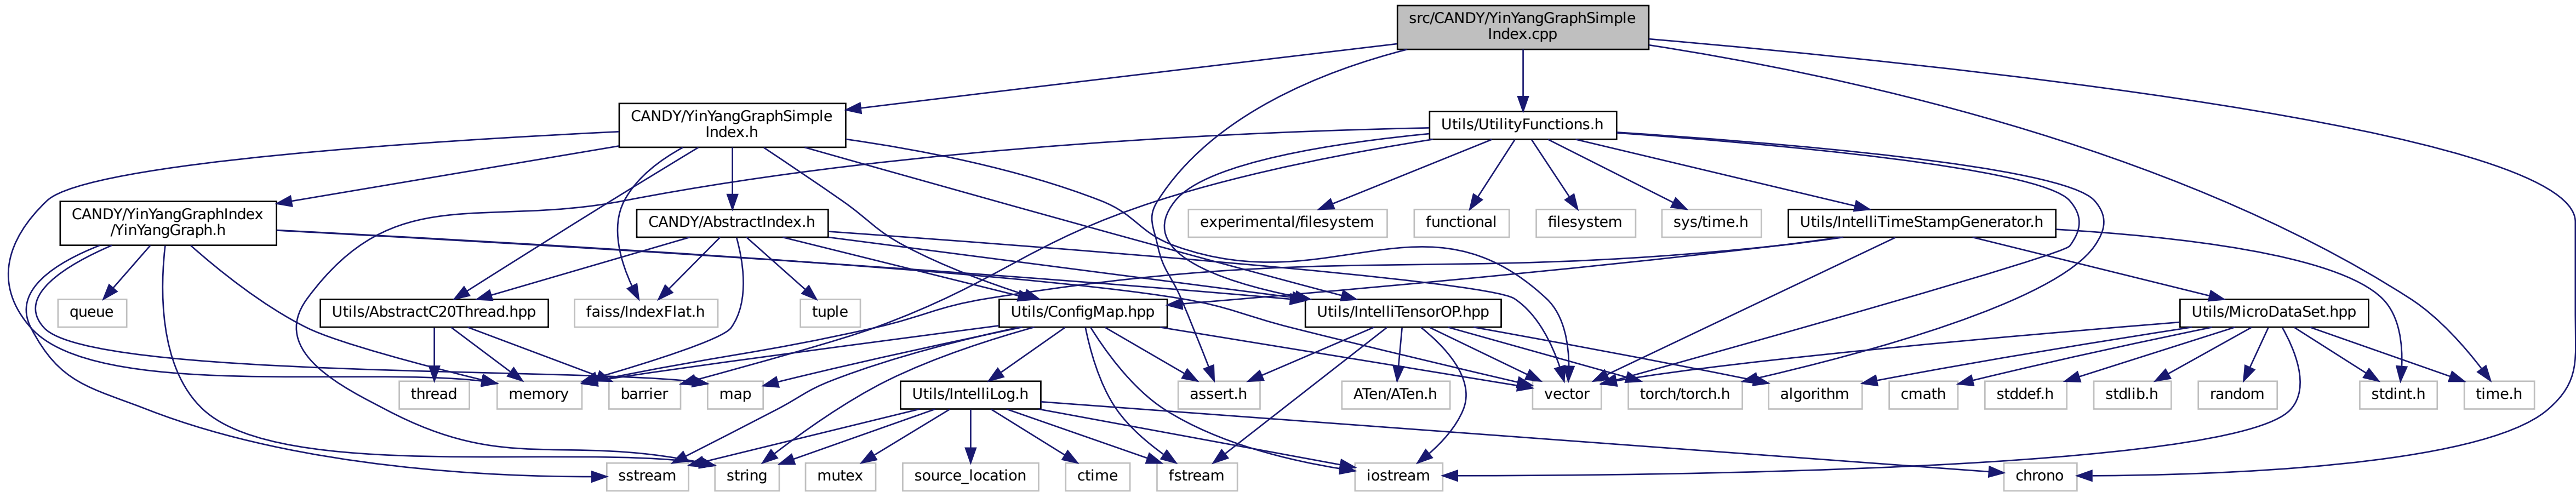 src/CANDY/YinYangGraphSimple
Index.cpp
CANDY/YinYangGraphSimple
Index.h
Utils/UtilityFunctions.h
CANDY/YinYangGraphIndex
/YinYangGraph.h
CANDY/AbstractIndex.h
experimental/filesystem
functional
filesystem
sys/time.h
Utils/IntelliTimeStampGenerator.h
queue
Utils/AbstractC20Thread.hpp
faiss/IndexFlat.h
tuple
Utils/ConfigMap.hpp
Utils/IntelliTensorOP.hpp
Utils/MicroDataSet.hpp
thread
memory
barrier
map
Utils/IntelliLog.h
assert.h
ATen/ATen.h
vector
torch/torch.h
algorithm
cmath
stddef.h
stdlib.h
random
stdint.h
time.h
sstream
string
mutex
source_location
ctime
fstream
iostream
chrono